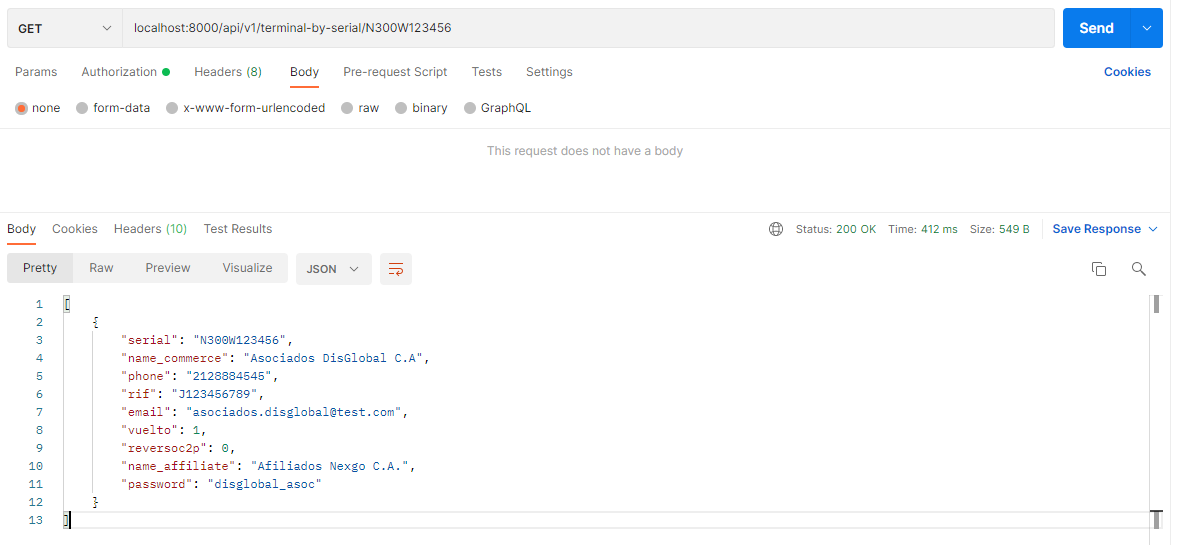 GET localhost:8000/api/v1/terminal-by-serial/N300W123456 Send
Params Authorization Headers (8) Body Pre-request Script Tests Settings Cookies
none form-data x-www-form-urlencoded raw binary GraphQL
This request does not have a body
Body Cookies Headers (10) Test Results Status: 200 OK Time: 412 ms Size: 549 B Save Response
Pretty Raw Preview Visualize JSON
1 [
2 {
3 "serial": "N300W123456",
4 "name_commerce": "Asociados DisGlobal C.A",
5 "phone": "2128884545",
6 "rif": "J123456789",
7 "email": "asociados.disglobal@test.com",
8 "vuelto": 1,
9 "reversoc2p": 0,
10 "name_affiliate": "Afiliados Nexgo C.A.",
11 "password": "disglobal_asoc"
12 }
13 ]